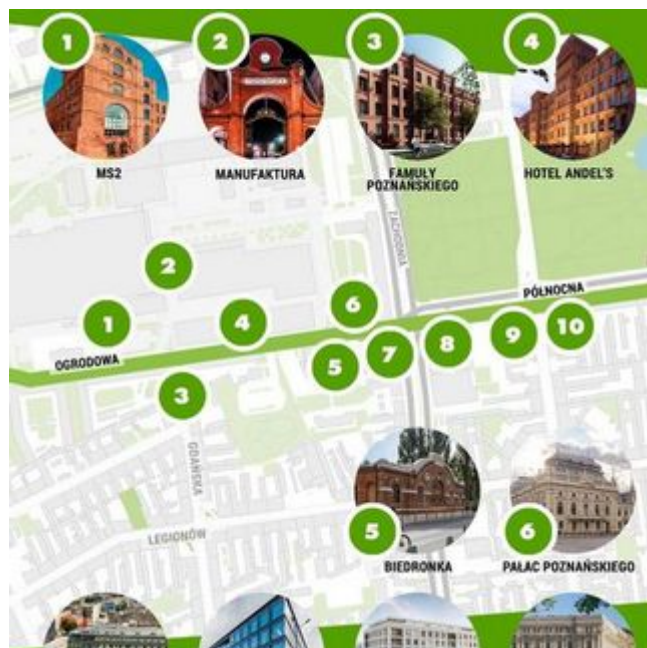 1
2
3
4
MS2
MANUFAKTURA
FAMUŁY
POZNAŃSKIEGO
HOTEL ANDEL'S
ZACHODNIA
2
PÓŁNOCNA
6
1
4
10
9
8
7
5
OGRODOWA
3
GDAŃSKA
LEGIONÓW
5
6
BIEDRONKA
PAŁAC POZNAŃSKIEGO